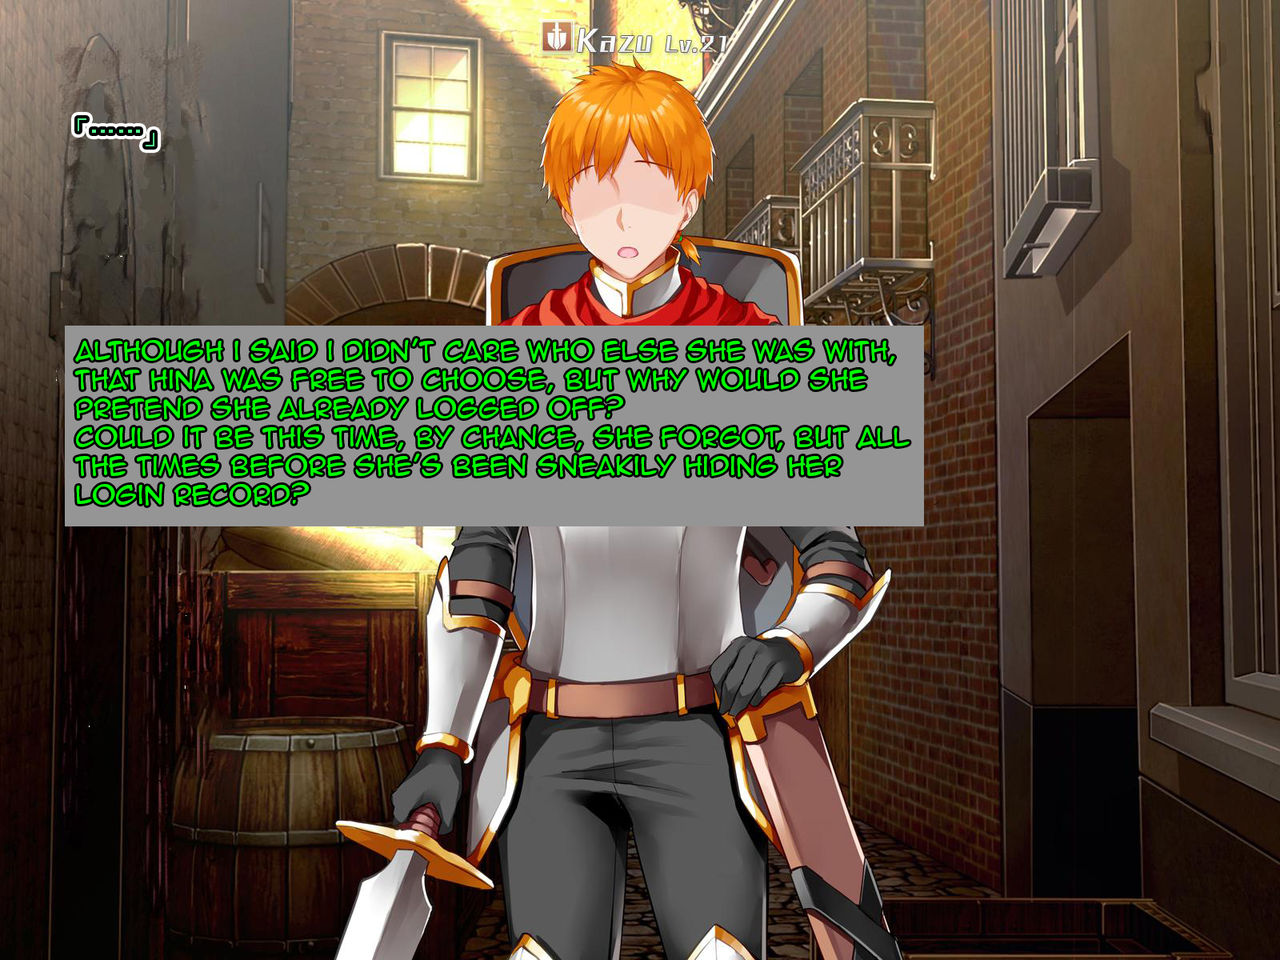 Kazu Lv.21
『……』
ALTHOUGH I SAID I DIDN'T CARE WHO ELSE SHE WAS WITH,
THAT HINA WAS FREE TO CHOOSE, BUT WHY WOULD SHE
PRETEND SHE ALREADY LOGGED OFF?
COULD IT BE THIS TIME, BY CHANCE, SHE FORGOT, BUT ALL
THE TIMES BEFORE SHE'S BEEN SNEAKILY HIDING HER
LOGIN RECORD?